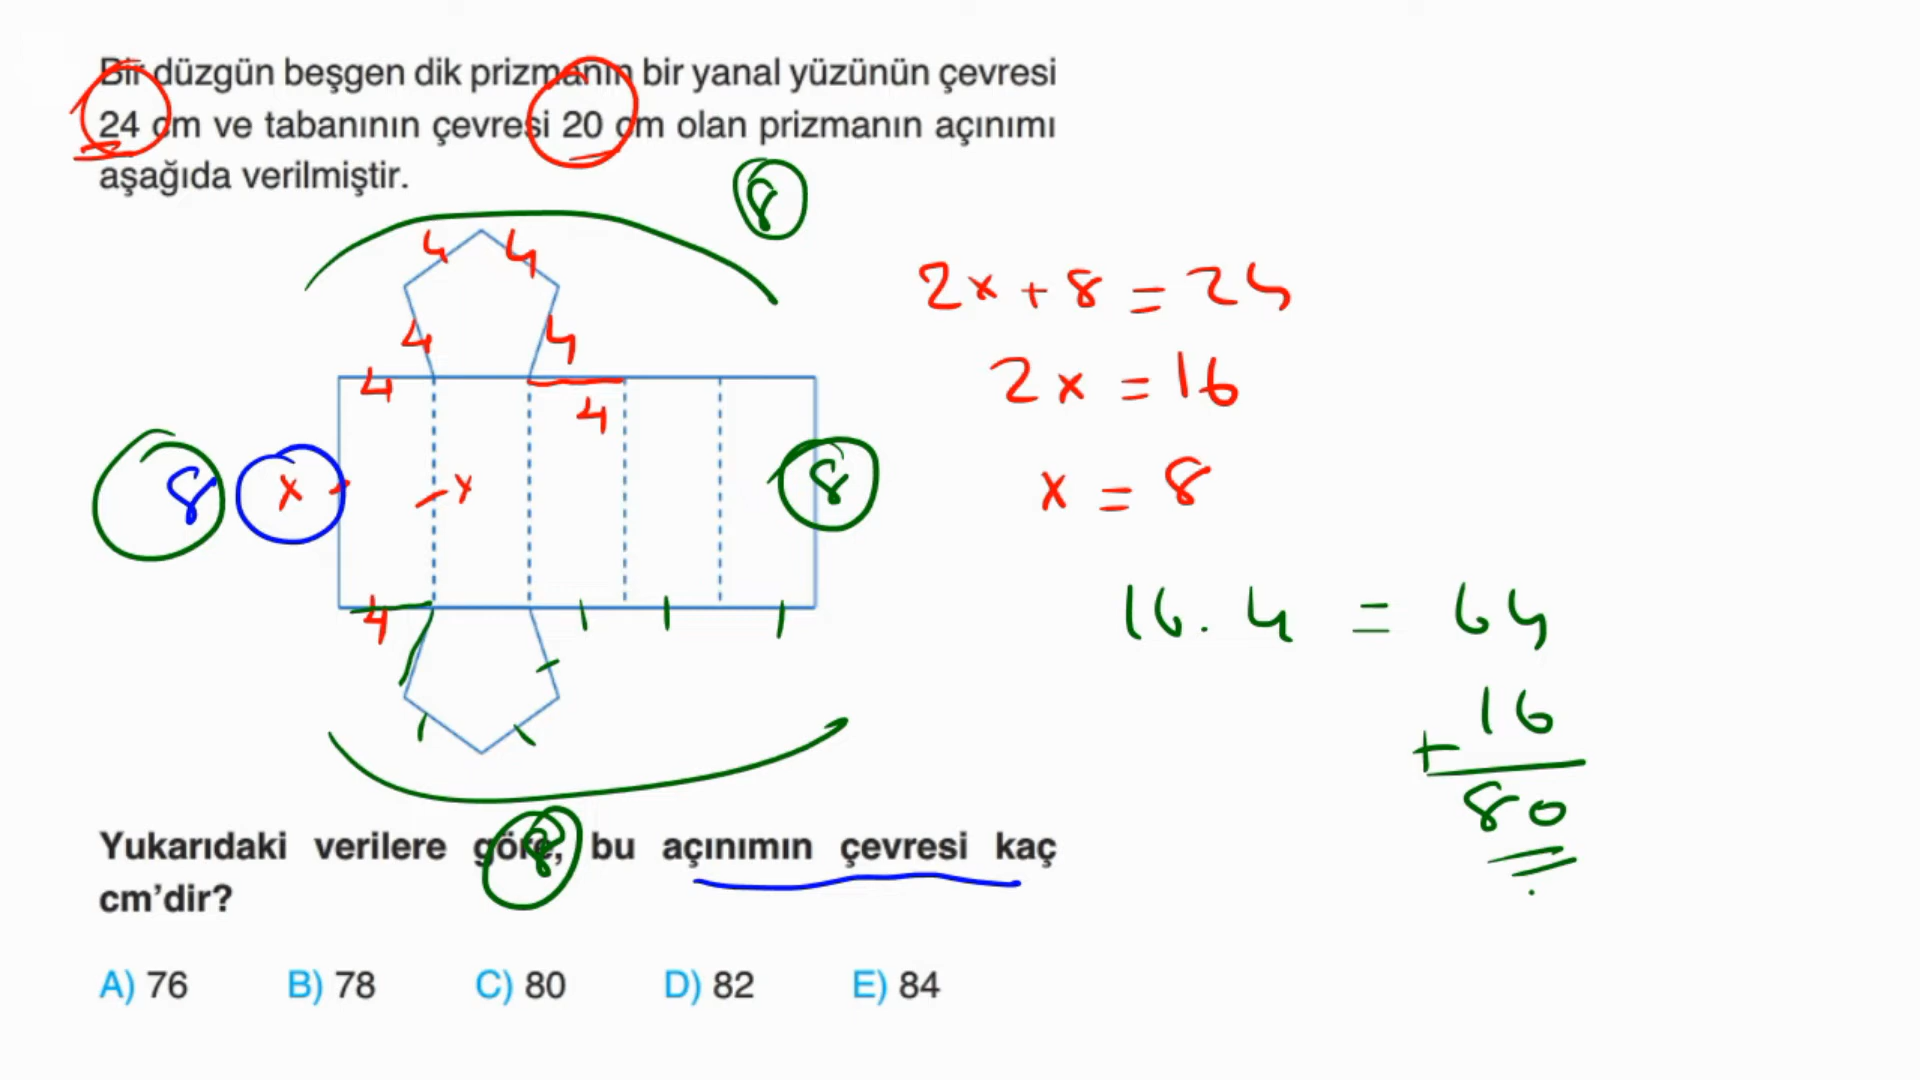 Bir düzgün beşgen dik prizmanın bir yanal yüzünün çevresi
24 cm ve tabanının çevresi 20 cm olan prizmanın açınımı
aşağıda verilmiştir.
8
4 4
4 4
4
4
8 x x 8
4
2x + 8 = 24
2x = 16
x = 8
16 . 4 = 64
16
+
80
8
Yukarıdaki verilere göre, bu açınımın çevresi kaç
cm'dir?
A) 76 B) 78 C) 80 D) 82 E) 84